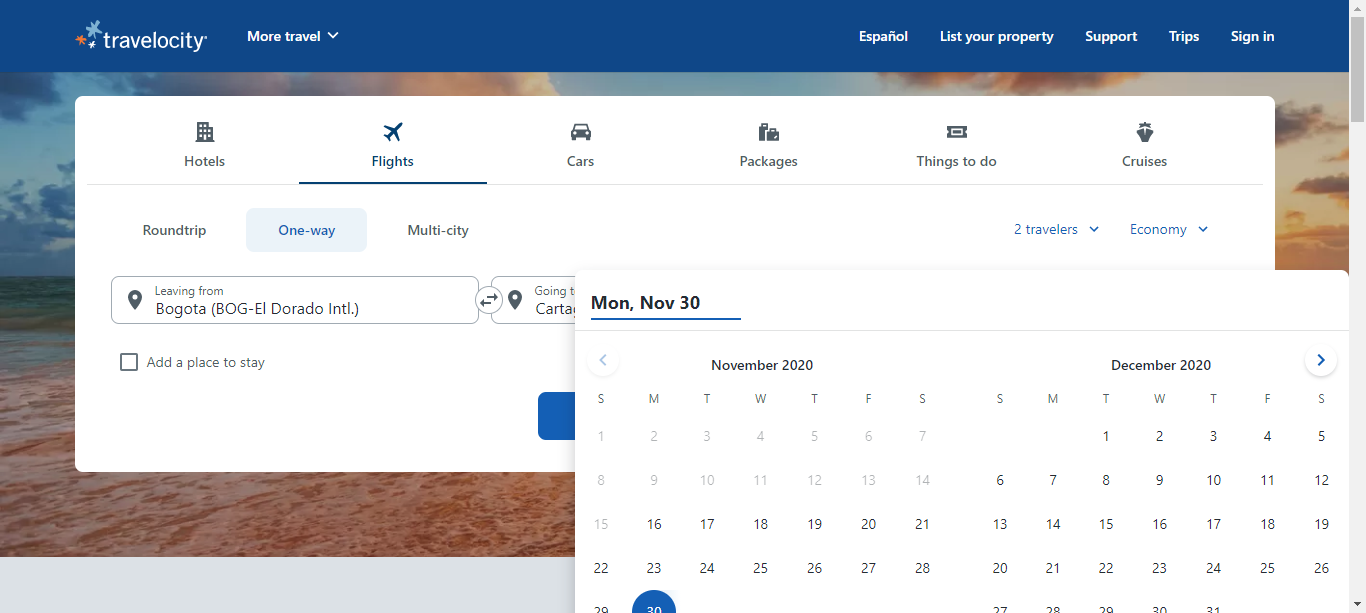 travelocity
More travel
Español
List your property
Support
Trips
Sign in
Hotels
Flights
Cars
Packages
Things to do
Cruises
Roundtrip
One-way
Multi-city
2 travelers
Economy
Leaving from
Bogota (BOG-El Dorado Intl.)
Going
Mon, Nov 30
Add a place to stay
November 2020
S M T W T F S
1 2 3 4 5 6 7
8 9 10 11 12 13 14
15 16 17 18 19 20 21
22 23 24 25 26 27 28
29 30
December 2020
S M T W T F S
1 2 3 4 5
6 7 8 9 10 11 12
13 14 15 16 17 18 19
20 21 22 23 24 25 26
27 28 29 30 31